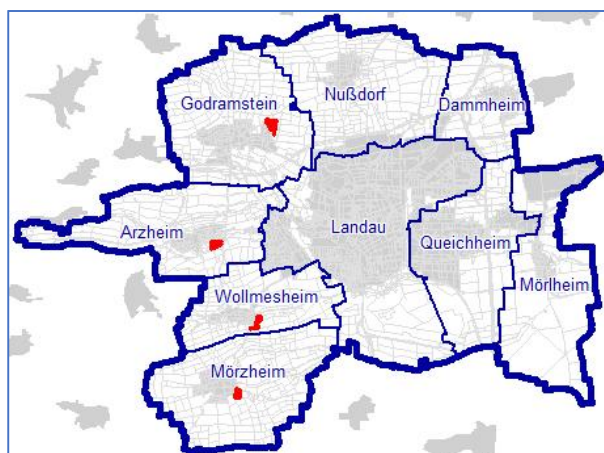 Nußdorf
Godramstein
Dammheim
Arzheim
Landau
Queichheim
Mörlheim
Wollmesheim
Mörzheim